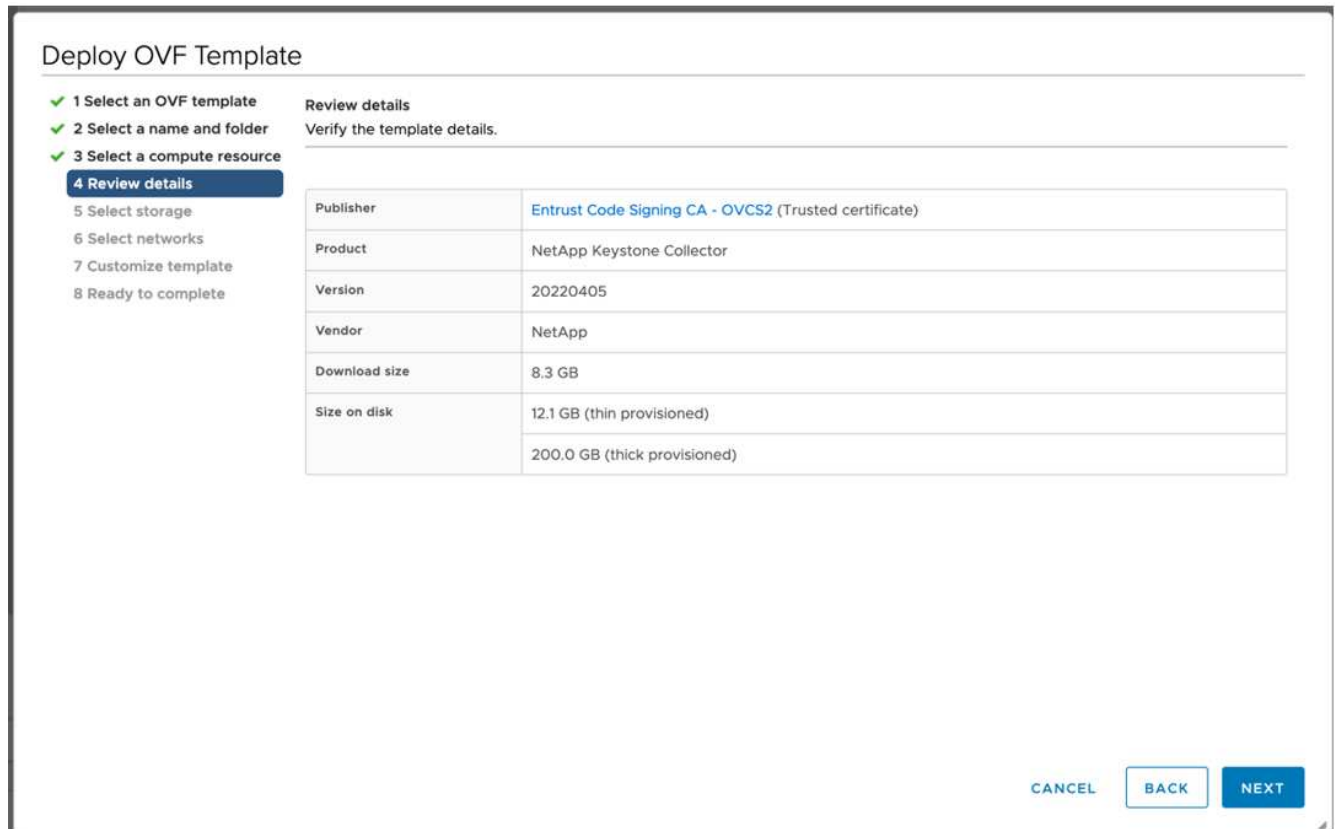 Deploy OVF Template
1 Select an OVF template
2 Select a name and folder
3 Select a compute resource
4 Review details
5 Select storage
6 Select networks
7 Customize template
8 Ready to complete
Review details
Verify the template details.
Publisher Entrust Code Signing CA - OVCS2 (Trusted certificate)
Product NetApp Keystone Collector
Version 20220405
Vendor NetApp
Download size 8.3 GB
Size on disk 12.1 GB (thin provisioned)
200.0 GB (thick provisioned)
CANCEL BACK NEXT